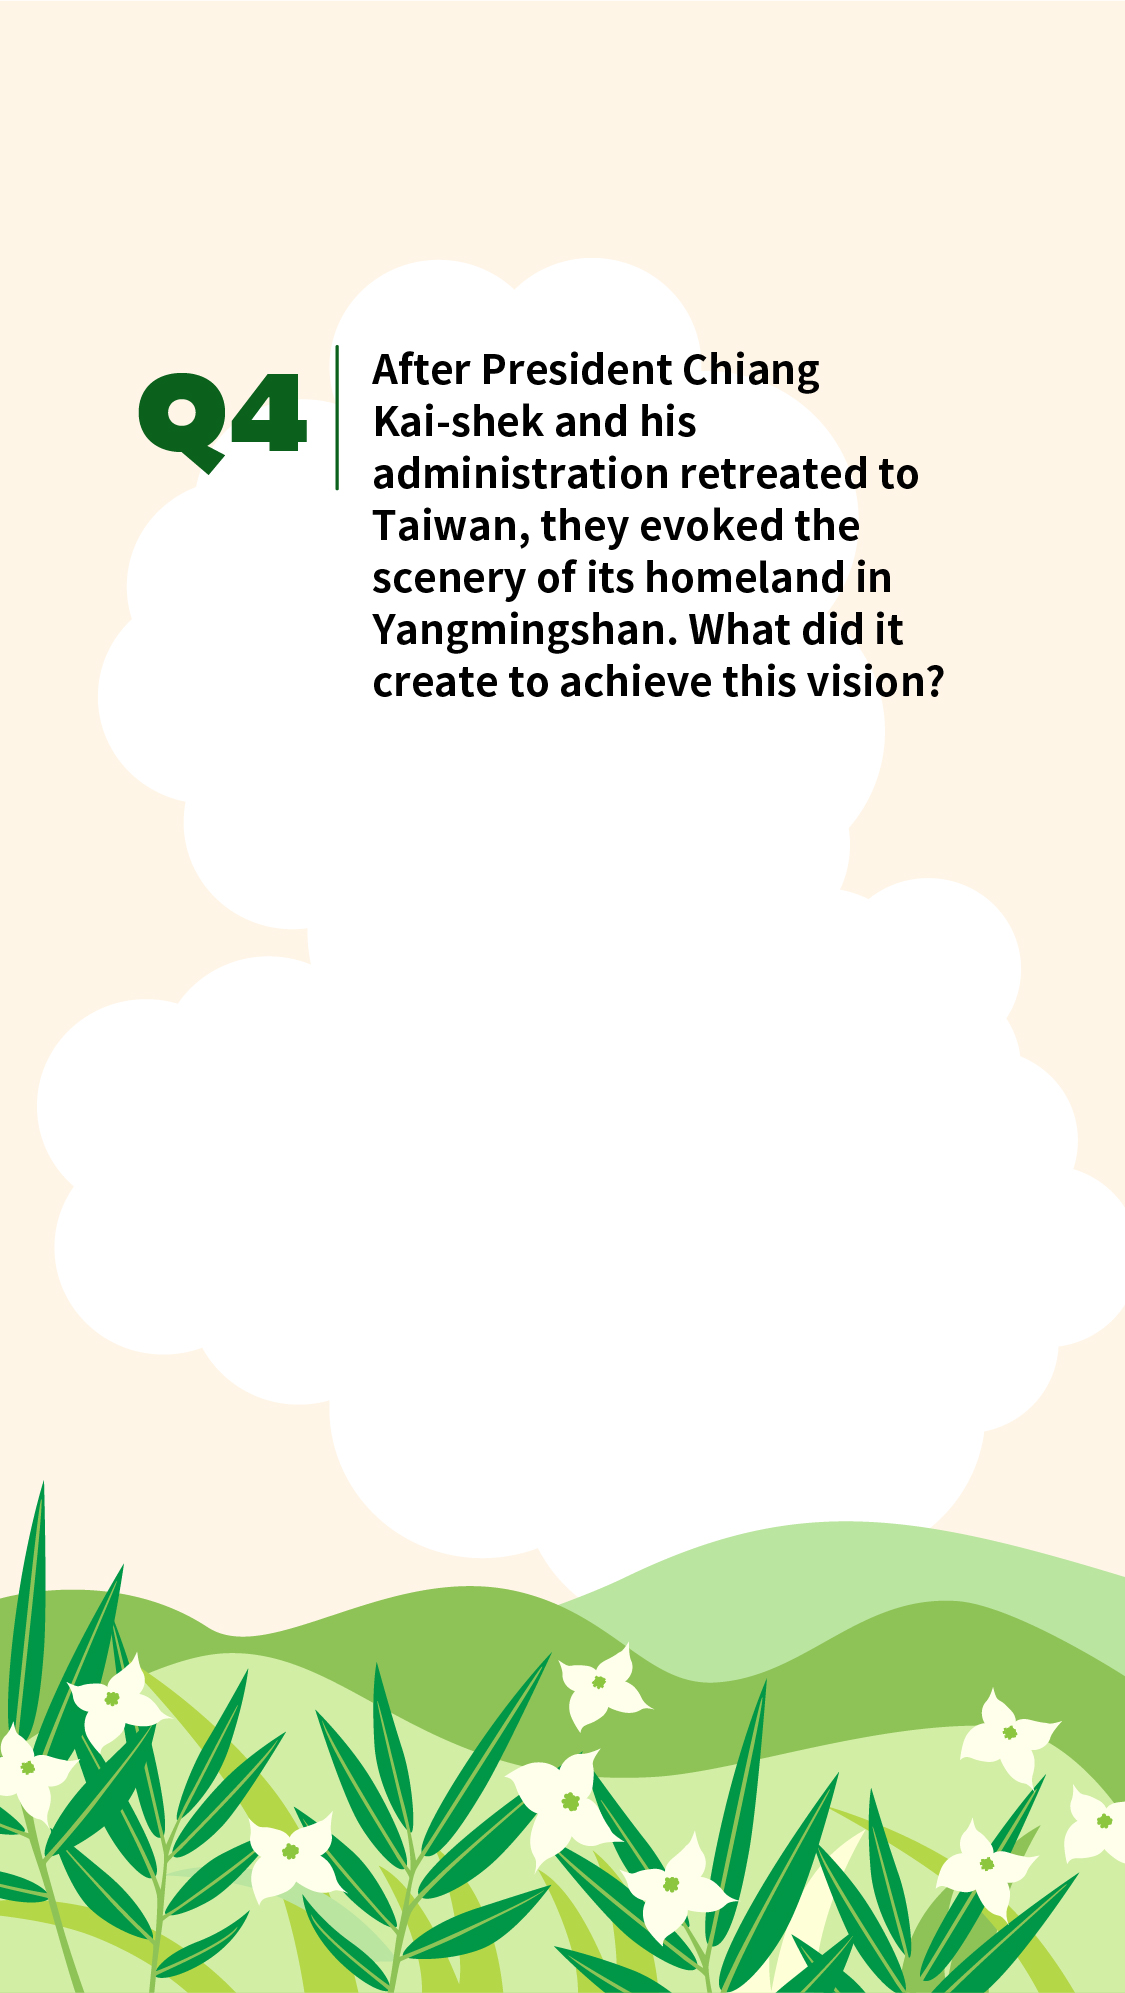 Q4
After President Chiang
Kai-shek and his
administration retreated to
Taiwan, they evoked the
scenery of its homeland in
Yangmingshan. What did it
create to achieve this vision?